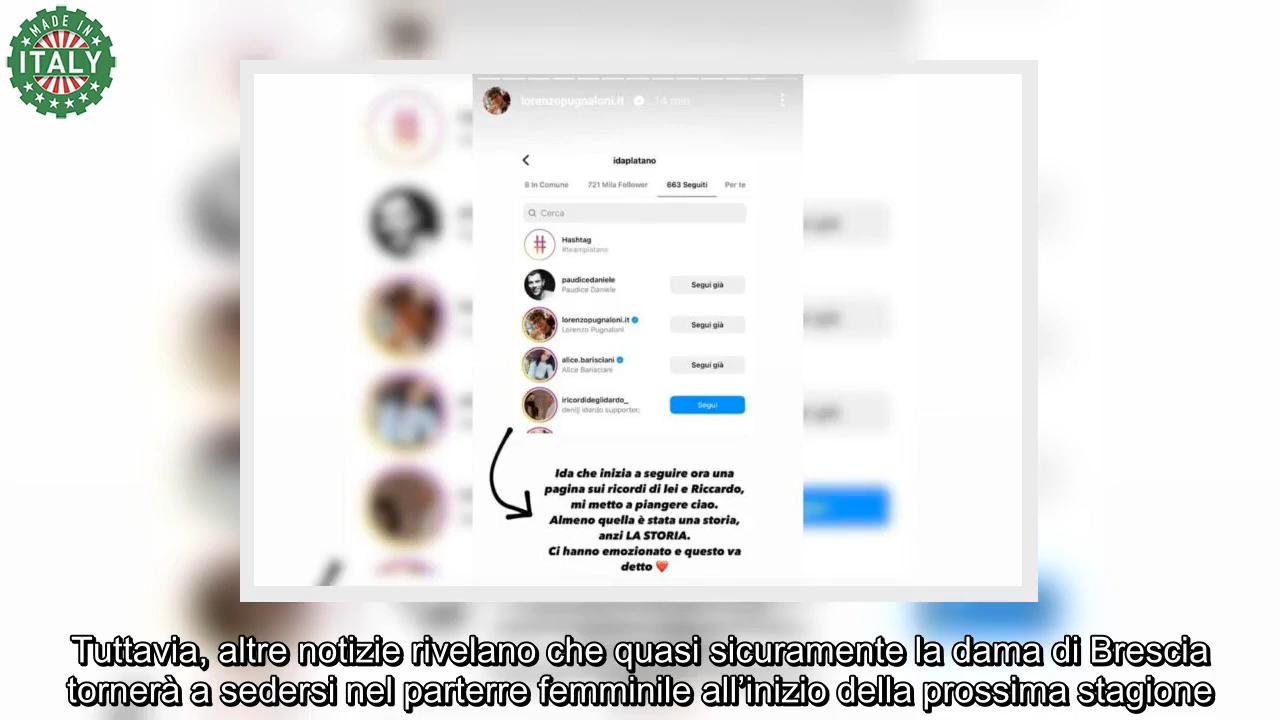 MADE IN
ITALY
lorenzopugnaloni.it 14 min
idaplatano
8 In Comune 721 Mila Follower 663 Seguiti Per te
Cerca
Hashtag
#teamplatano
paudicedaniele
Paudice Daniele
Segui già
lorenzopugnaloni.it
Lorenzo Pugnaloni
Segui già
alice.barisciani
Alice Barisciani
Segui già
iricordideglidardo_
denij| idardo supporter;
Segui
Ida che inizia a seguire ora una
pagina sui ricordi di lei e Riccardo,
mi metto a piangere ciao.
Almeno quella è stata una storia,
anzi LA STORIA.
Ci hanno emozionato e questo va
detto ❤️
Tuttavia, altre notizie rivelano che quasi sicuramente la dama di Brescia
tornerà a sedersi nel parterre femminile all'inizio della prossima stagione